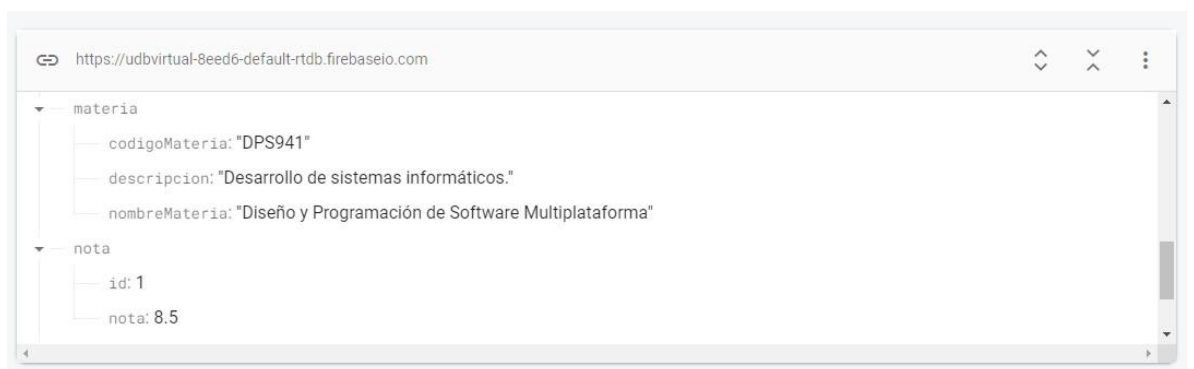 https://udbvirtual-8eed6-default-rtdb.firebaseio.com
materia
codigoMateria: "DPS941"
descripcion: "Desarrollo de sistemas informáticos."
nombreMateria: "Diseño y Programación de Software Multiplataforma"
nota
id: 1
nota: 8.5